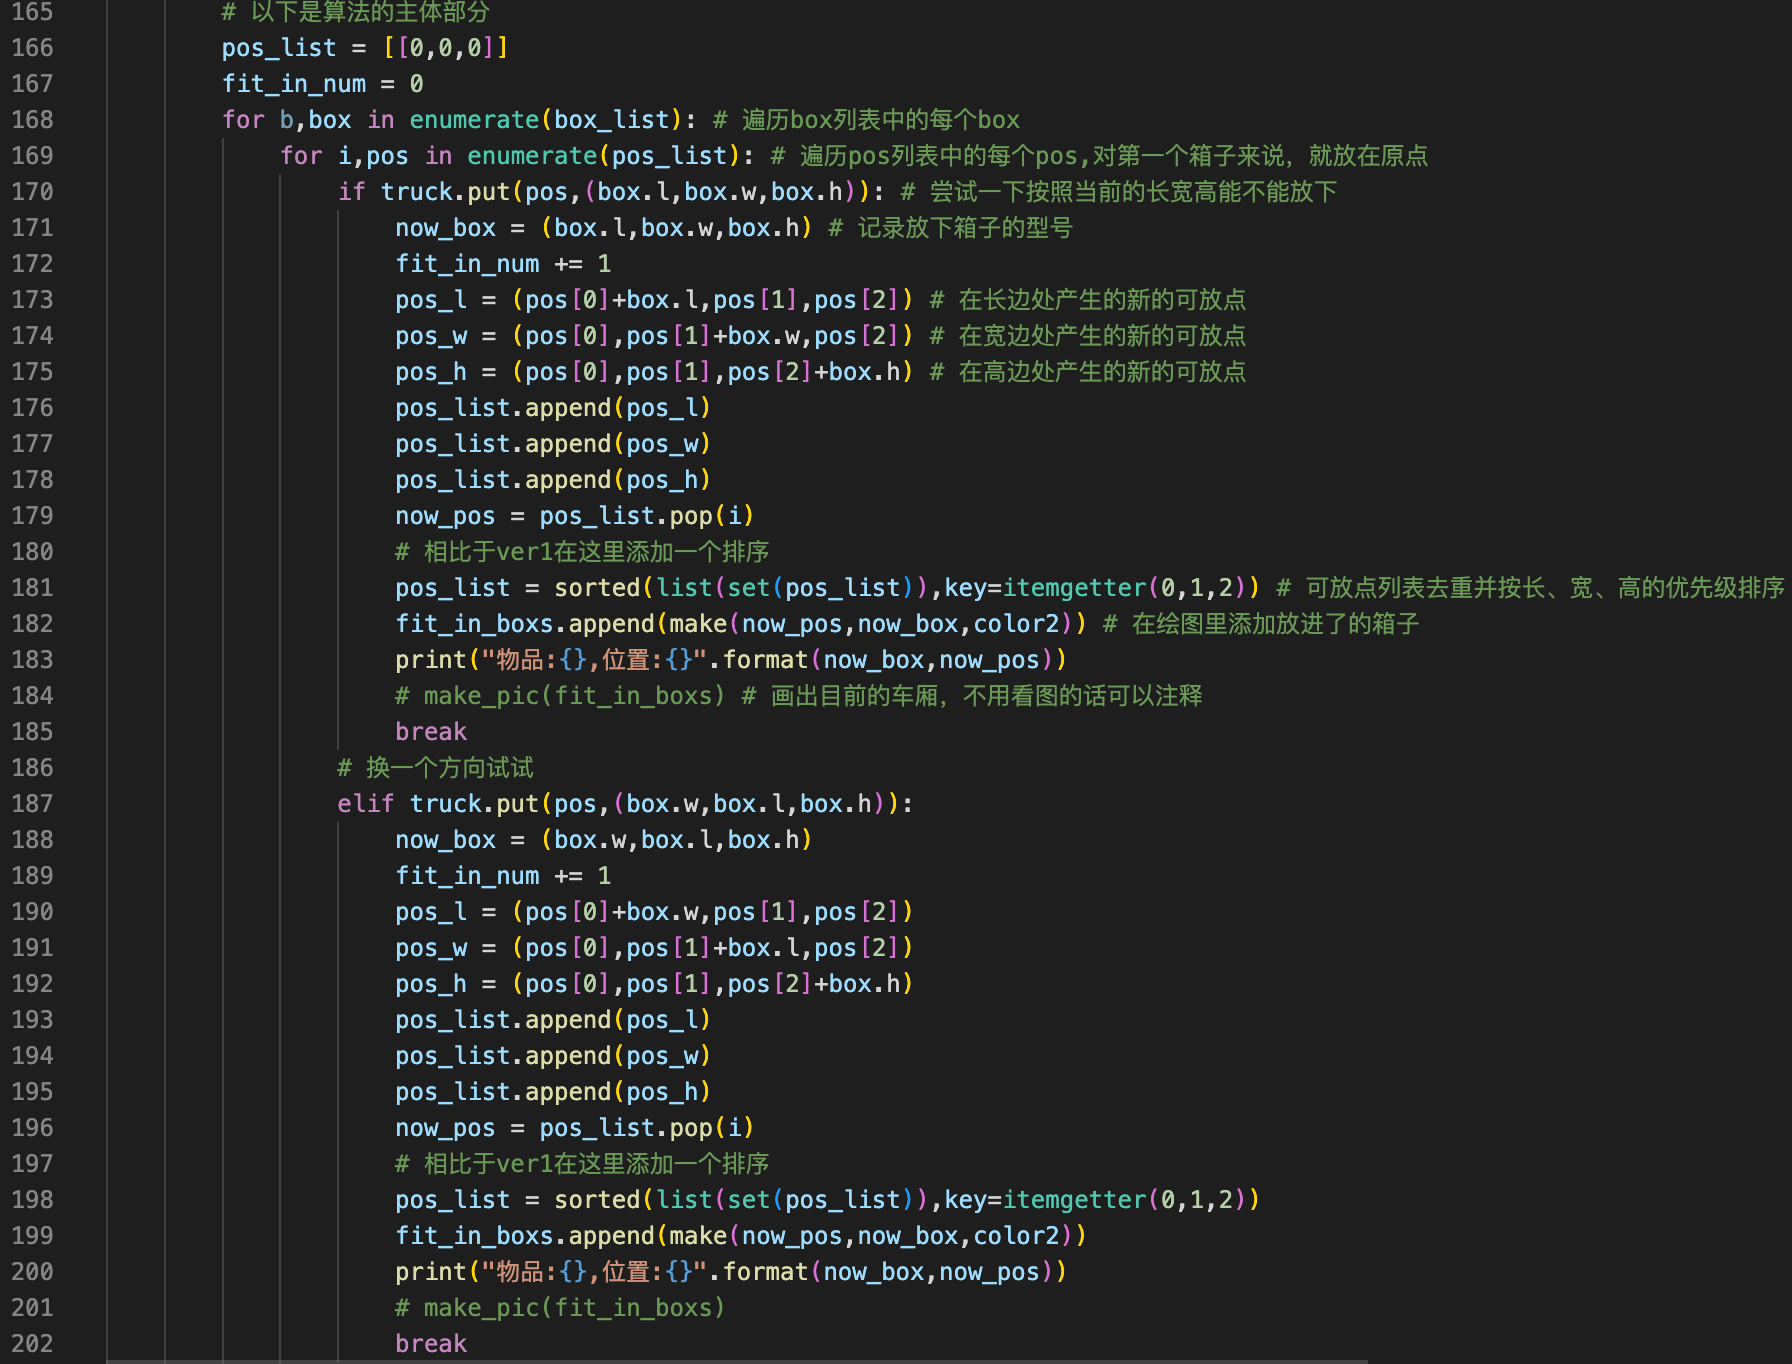 165 # 以下是算法的主体部分
166 pos_list = [[0,0,0]]
167 fit_in_num = 0
168 for b,box in enumerate(box_list): # 遍历box列表中的每个box
169 for i,pos in enumerate(pos_list): # 遍历pos列表中的每个pos,对第一个箱子来说，就放在原点
170 if truck.put(pos,(box.l,box.w,box.h)): # 尝试一下按照当前的长宽高能不能放下
171 now_box = (box.l,box.w,box.h) # 记录放下箱子的型号
172 fit_in_num += 1
173 pos_l = (pos[0]+box.l,pos[1],pos[2]) # 在长边处产生的新的可放点
174 pos_w = (pos[0],pos[1]+box.w,pos[2]) # 在宽边处产生的新的可放点
175 pos_h = (pos[0],pos[1],pos[2]+box.h) # 在高边处产生的新的可放点
176 pos_list.append(pos_l)
177 pos_list.append(pos_w)
178 pos_list.append(pos_h)
179 now_pos = pos_list.pop(i)
180 # 相比于ver1在这里添加一个排序
181 pos_list = sorted(list(set(pos_list)),key=itemgetter(0,1,2)) # 可放点列表去重并按长、宽、高的优先级排序
182 fit_in_boxs.append(make(now_pos,now_box,color2)) # 在绘图里添加放进了的箱子
183 print("物品:{},位置:{}".format(now_box,now_pos))
184 # make_pic(fit_in_boxs) # 画出目前的车厢，不用看图的话可以注释
185 break
186 # 换一个方向试试
187 elif truck.put(pos,(box.w,box.l,box.h)):
188 now_box = (box.w,box.l,box.h)
189 fit_in_num += 1
190 pos_l = (pos[0]+box.w,pos[1],pos[2])
191 pos_w = (pos[0],pos[1]+box.l,pos[2])
192 pos_h = (pos[0],pos[1],pos[2]+box.h)
193 pos_list.append(pos_l)
194 pos_list.append(pos_w)
195 pos_list.append(pos_h)
196 now_pos = pos_list.pop(i)
197 # 相比于ver1在这里添加一个排序
198 pos_list = sorted(list(set(pos_list)),key=itemgetter(0,1,2))
199 fit_in_boxs.append(make(now_pos,now_box,color2))
200 print("物品:{},位置:{}".format(now_box,now_pos))
201 # make_pic(fit_in_boxs)
202 break